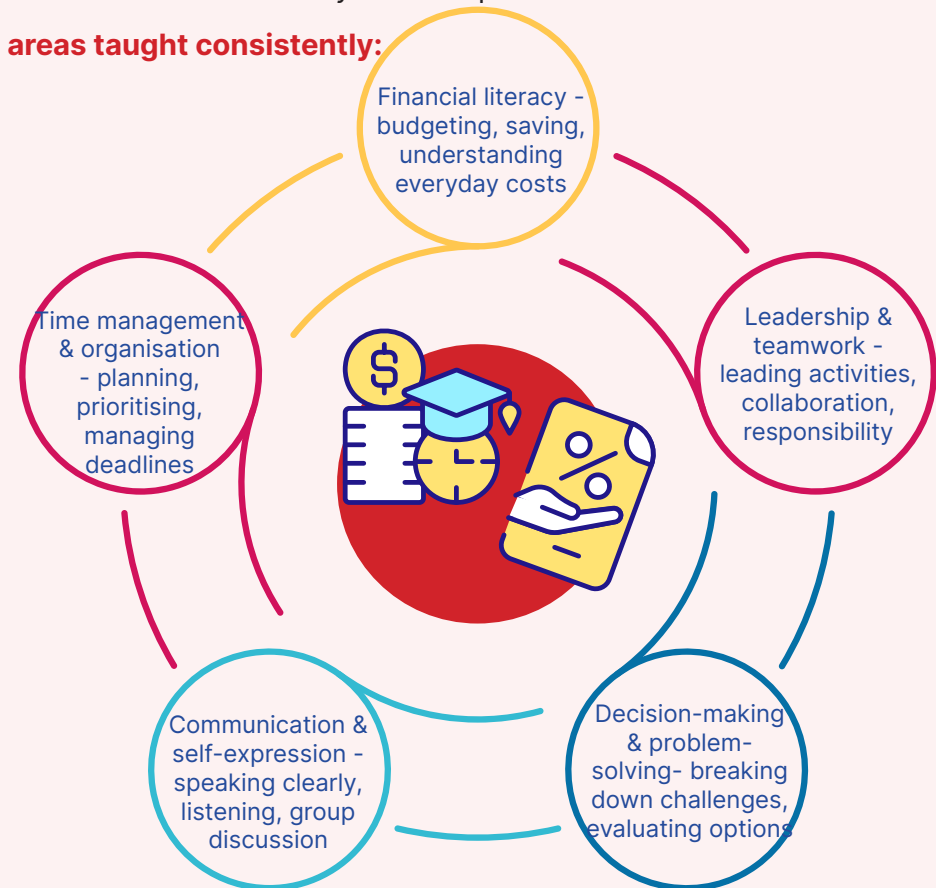 areas taught consistently:
Financial literacy -
budgeting, saving,
understanding
everyday costs
Time management
& organisation
- planning,
prioritising,
managing
deadlines
Leadership &
teamwork -
leading activities,
collaboration,
responsibility
$
Communication &
self-expression -
speaking clearly,
listening, group
discussion
Decision-making
& problem-
solving- breaking
down challenges,
evaluating options